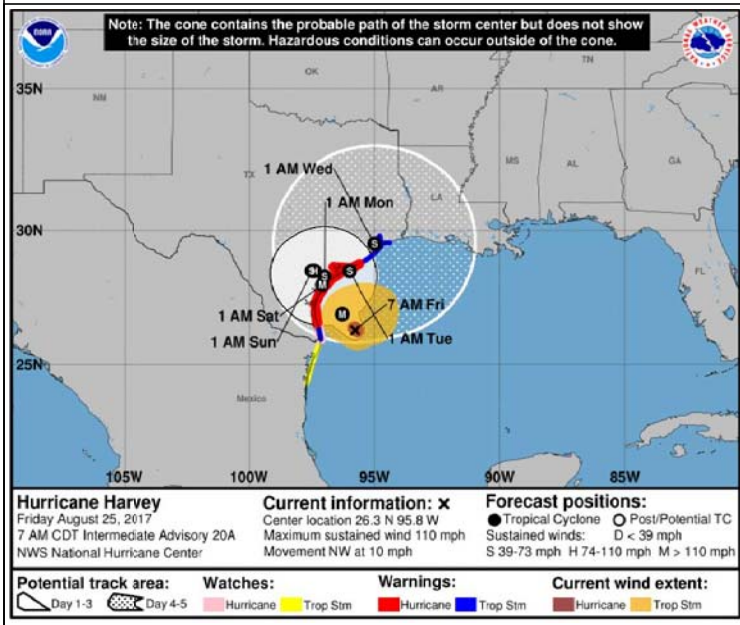 Note: The cone contains the probable path of the storm center but does not show
the size of the storm. Hazardous conditions can occur outside of the cone.
NOAA
NATIONAL WEATHER SERVICE
35N
30N
25N
NM
OK
AR
TN
TX
LA
MS
AL
GA
FL
Mexico
1 AM Wed
1 AM Mon
S
S
S
M
M
H
1 AM Sat
7 AM Fri
1 AM Sun
1 AM Tue
105W
100W
95W
90W
85W
Hurricane Harvey
Friday August 25, 2017
7 AM CDT Intermediate Advisory 20A
NWS National Hurricane Center
Current information: x
Center location 26.3 N 95.8 W
Maximum sustained wind 110 mph
Movement NW at 10 mph
Forecast positions:
Tropical Cyclone Post/Potential TC
Sustained winds: D < 39 mph
S 39-73 mph H 74-110 mph M > 110 mph
Potential track area:
Day 1-3 Day 4-5
Watches:
Hurricane Trop Stm
Warnings:
Hurricane Trop Stm
Current wind extent:
Hurricane Trop Stm